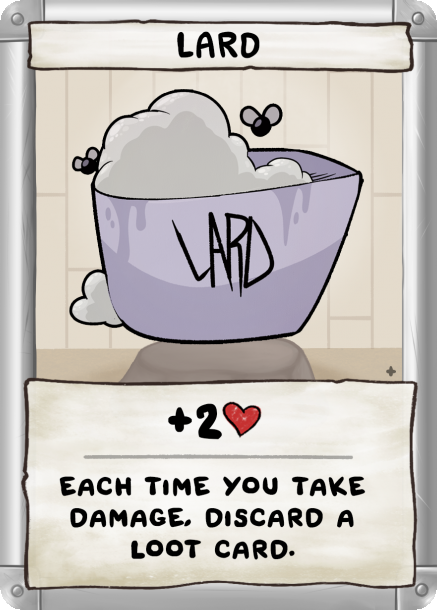 LARD
LARD
+2
EACH TIME YOU TAKE
DAMAGE, DISCARD A
LOOT CARD.